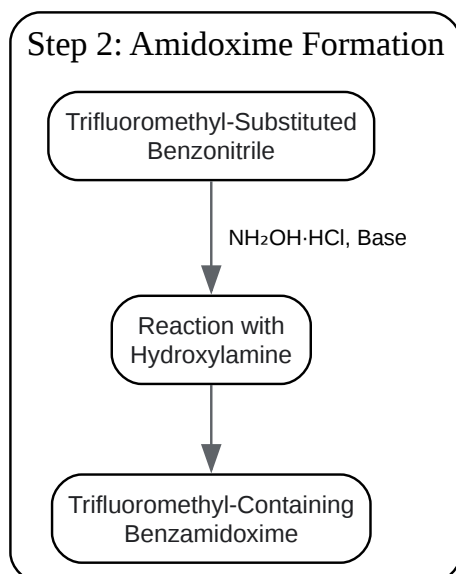 Step 2: Amidoxime Formation
Trifluoromethyl-Substituted
Benzonitrile
NH₂OH·HCl, Base
Reaction with
Hydroxylamine
Trifluoromethyl-Containing
Benzamidoxime